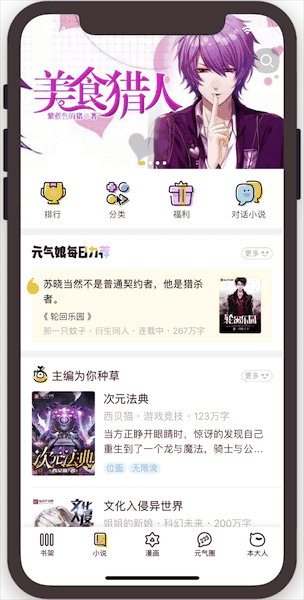 美食猎人
紫蓝色的猪◎著
排行
分类
福利
对话小说
元气娘每日力荐
更多
苏晓当然不是普通契约者，他是猎杀
者。
《 轮回乐园 》
那一只蚊子 · 衍生同人 · 连载中 · 267万字
轮回乐园
主编为你种草
更多
次元法典
西贝猫 · 游戏竞技 · 123万字
当方正睁开眼睛时，惊讶的发现自己
重生到了一个龙与魔法，骑士与公...
位面
无限流
次元法典
文化入侵异世界
姐姐的新娘 · 科幻未来 · 200万字
文化
书架
小说
漫画
元气圈
本大人